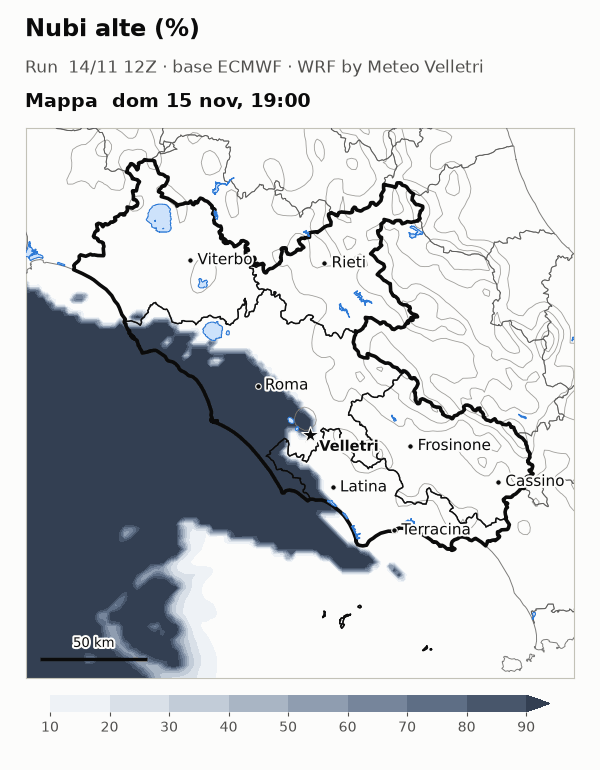 Nubi alte (%)
Run  14/11 12Z · base ECMWF · WRF by Meteo Velletri
Mappa  dom 15 nov, 19:00
Viterbo
Rieti
Roma
Velletri
Frosinone
Cassino
Latina
Terracina
50 km
10 20 30 40 50 60 70 80 90